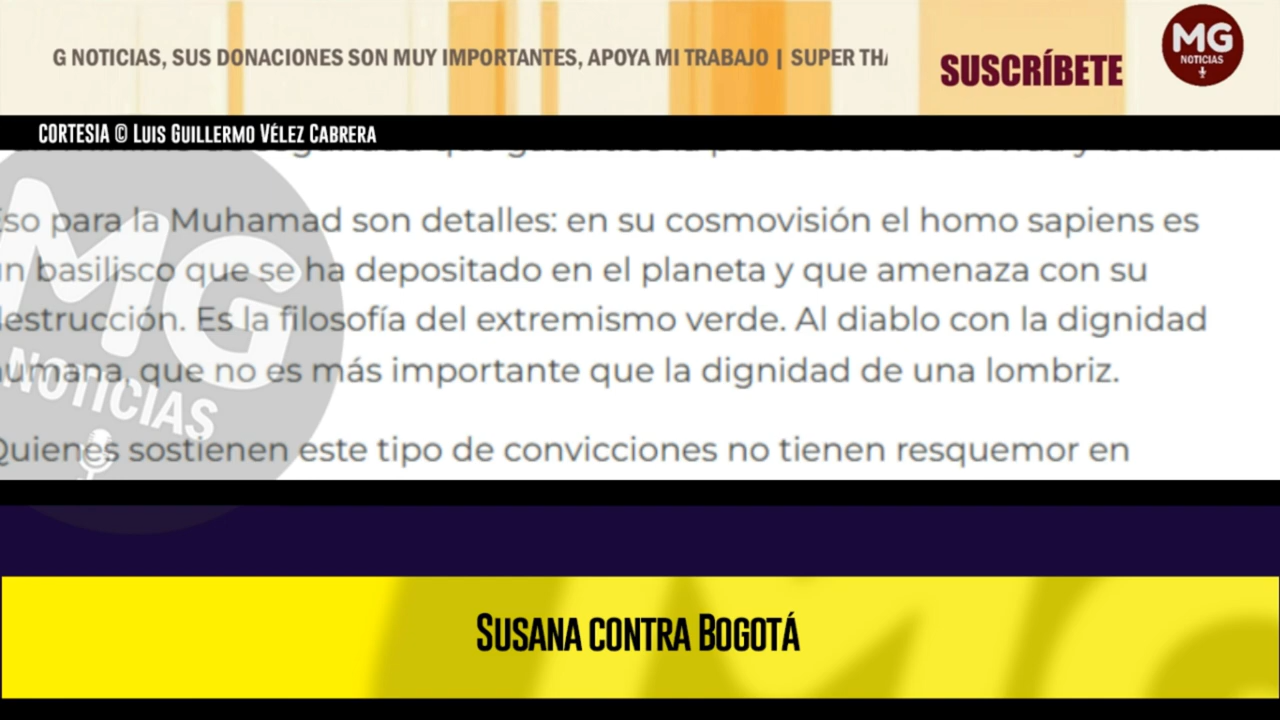 G NOTICIAS, SUS DONACIONES SON MUY IMPORTANTES, APOYA MI TRABAJO | SUPER
SUSCRÍBETE
MG
NOTICIAS
CORTESIA © LUIS GUILLERMO VÉLEZ CABRERA
so para la Muhamad son detalles: en su cosmovisión el homo sapiens es
n basilisco que se ha depositado en el planeta y que amenaza con su
estrucción. Es la filosofía del extremismo verde. Al diablo con la dignidad
umana, que no es más importante que la dignidad de una lombriz.
Quienes sostienen este tipo de convicciones no tienen resquemor en
MG
NOTICIAS
SUSANA CONTRA BOGOTÁ